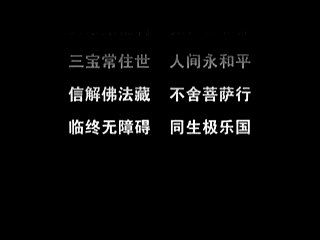 三宝常住世 人间永和平
信解佛法藏 不舍菩萨行
临终无障碍 同生极乐国